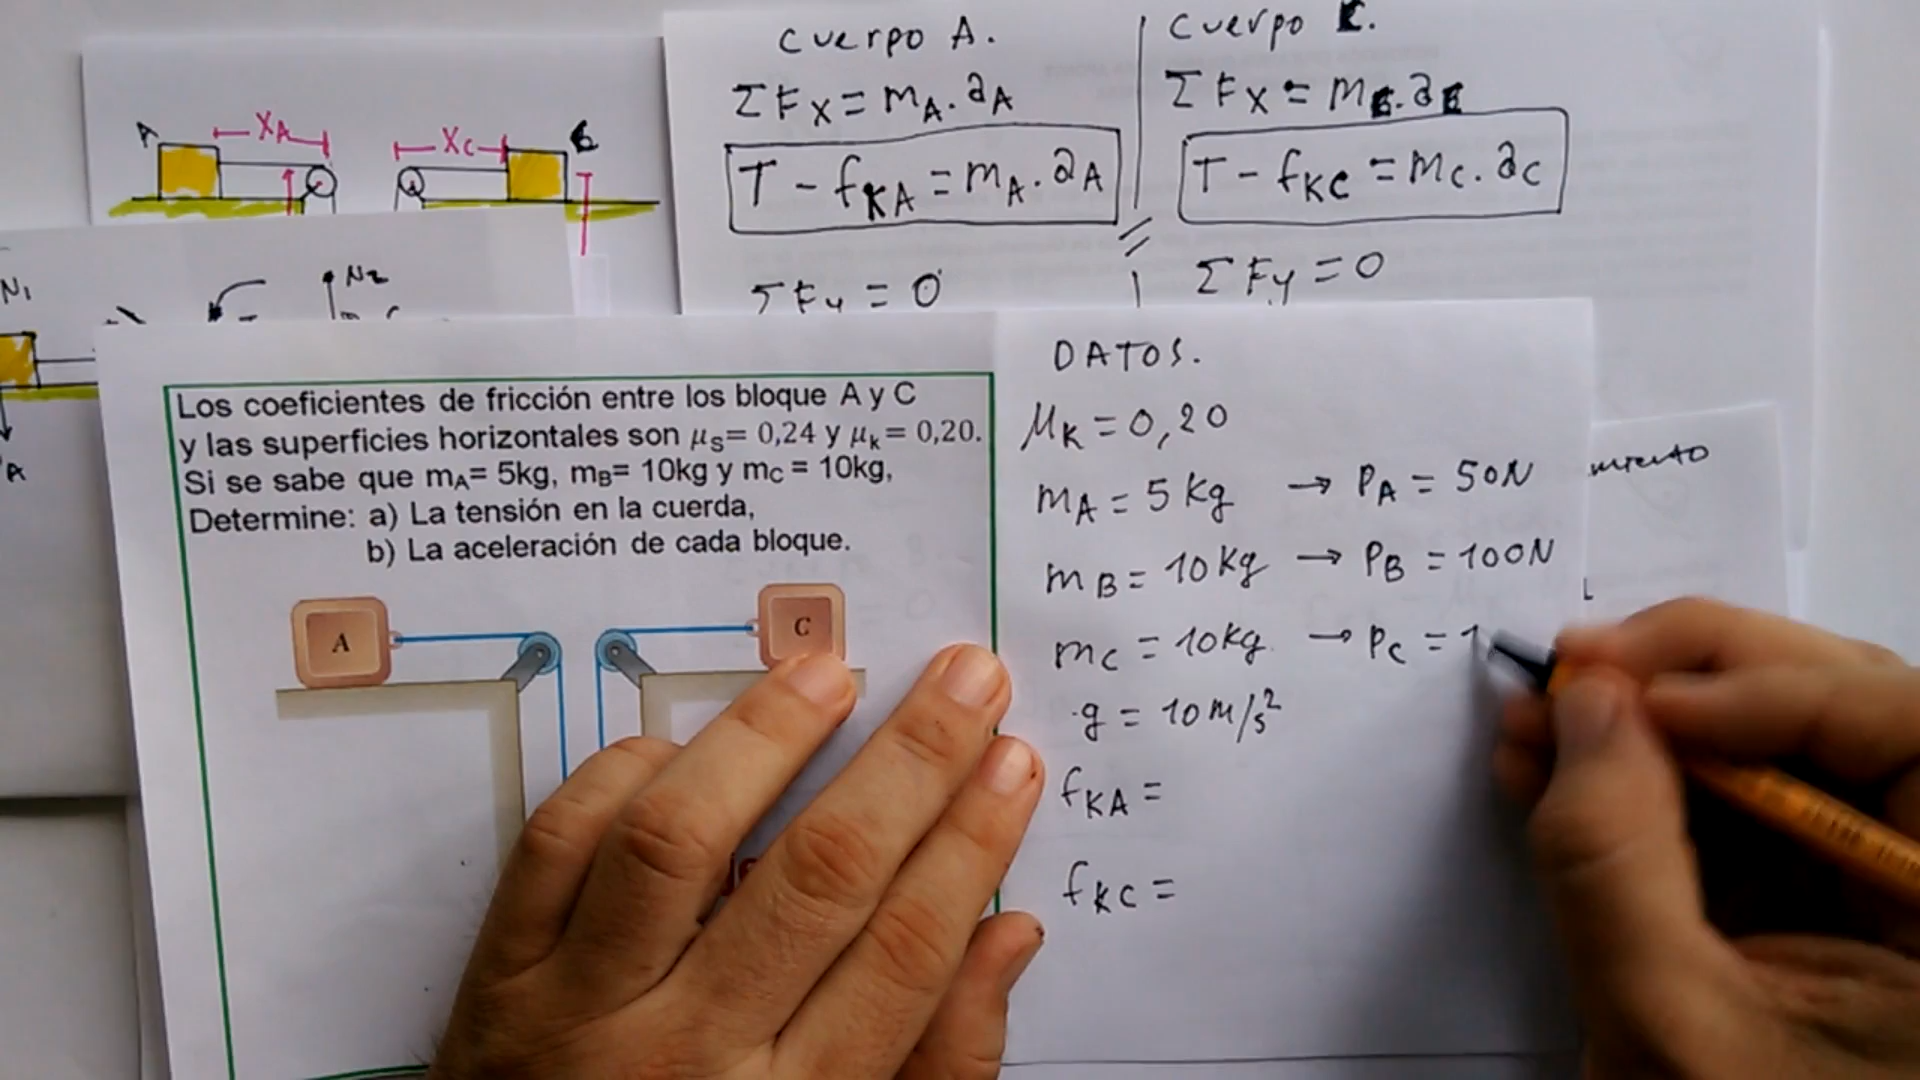 A
XA
XC
C
N1
N2
A
Cuerpo A.
ΣFx = mA.aA
T - fKA = mA.aA
ΣFy = 0
Cuerpo C.
ΣFx = mC.aC
T - fKC = mC.aC
ΣFy = 0
Los coeficientes de fricción entre los bloque A y C
y las superficies horizontales son μs= 0,24 y μk= 0,20.
Si se sabe que mA= 5kg, mB= 10kg y mC = 10kg,
Determine: a) La tensión en la cuerda,
b) La aceleración de cada bloque.
A
C
DATOS.
μK = 0,20
mA = 5 Kg → PA = 50N
mB = 10Kg → PB = 100N
mC = 10Kg. → PC = 1
g = 10 m/s²
fKA =
fKC =